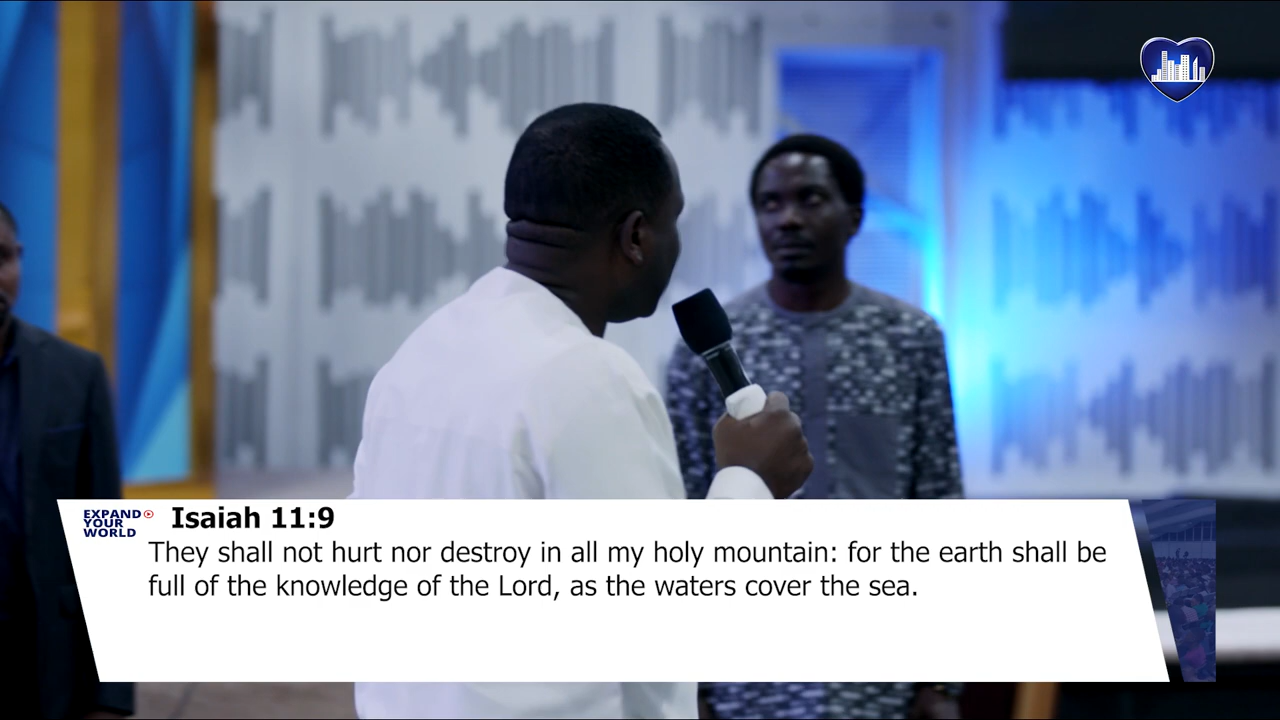 EXPAND
YOUR
WORLD
Isaiah 11:9
They shall not hurt nor destroy in all my holy mountain: for the earth shall be
full of the knowledge of the Lord, as the waters cover the sea.